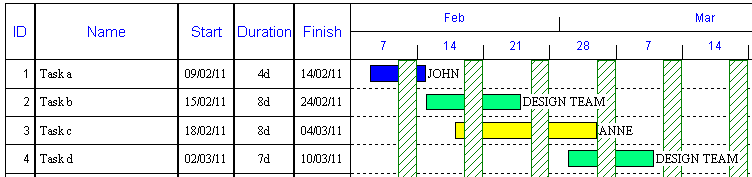 Feb Mar
ID Name Start Duration Finish
7 14 21 28 7 14
1 Task a 09/02/11 4d 14/02/11 JOHN
2 Task b 15/02/11 8d 24/02/11 DESIGN TEAM
3 Task c 18/02/11 8d 04/03/11 ANNE
4 Task d 02/03/11 7d 10/03/11 DESIGN TEAM